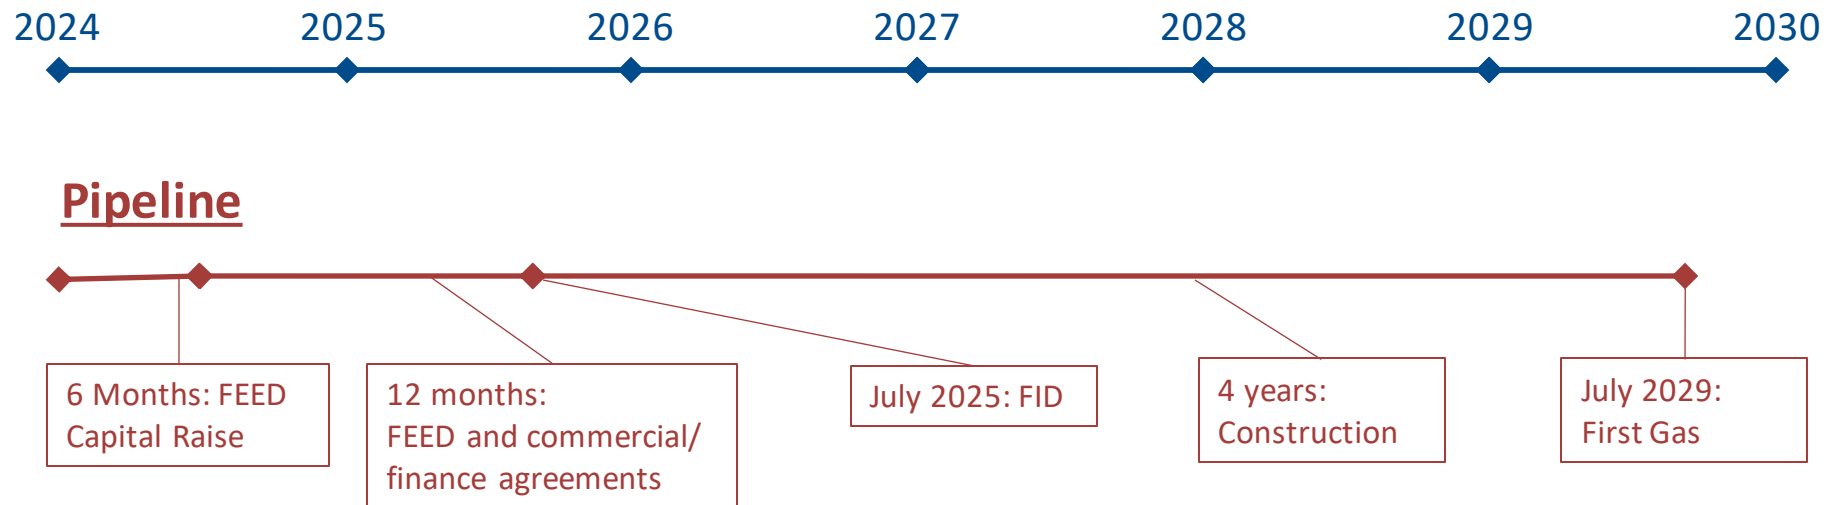 2024 2025 2026 2027 2028 2029 2030
Pipeline
6 Months: FEED
Capital Raise
12 months:
FEED and commercial/
finance agreements
July 2025: FID
4 years:
Construction
July 2029:
First Gas